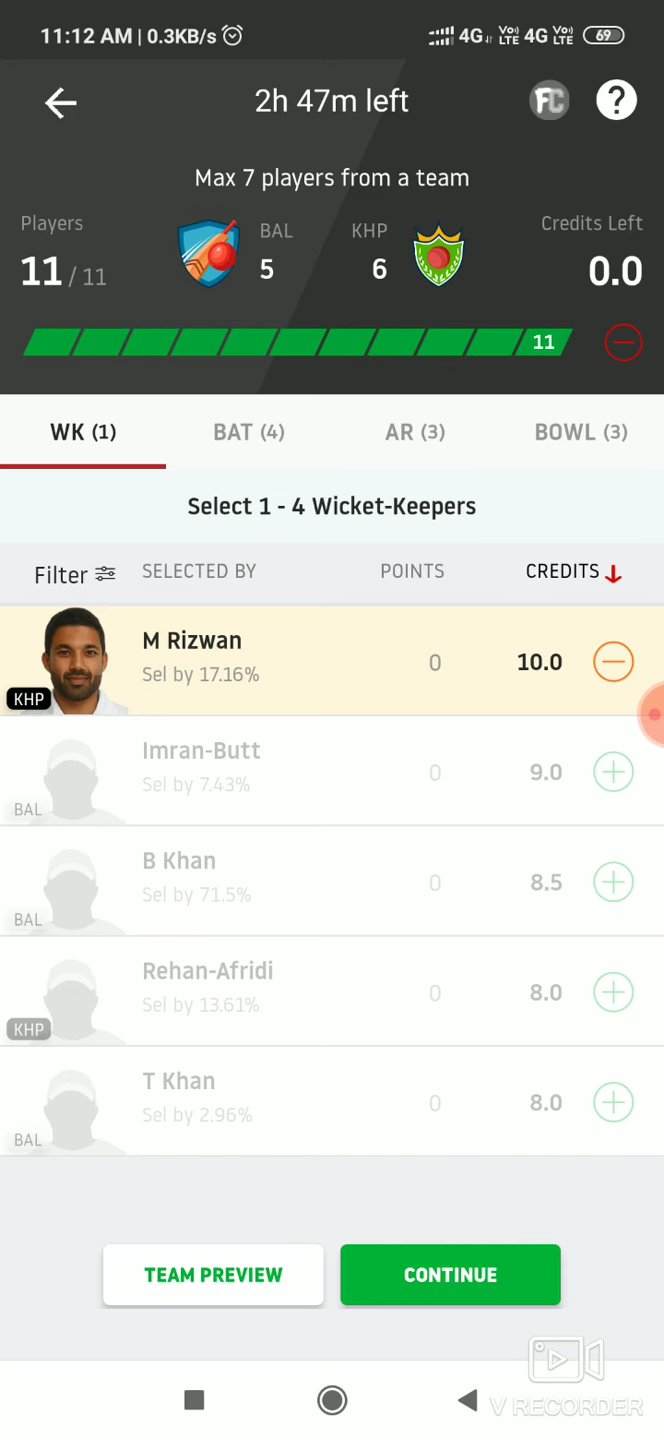 11:12 AM | 0.3KB/s 4G VoLTE 4G VoLTE 69
2h 47m left FC ?
Max 7 players from a team
Players BAL KHP Credits Left
11 / 11 5 6 0.0
11
WK (1) BAT (4) AR (3) BOWL (3)
Select 1 - 4 Wicket-Keepers
Filter SELECTED BY POINTS CREDITS
M Rizwan
Sel by 17.16% 0 10.0
KHP
Imran-Butt
Sel by 7.43% 0 9.0
BAL
B Khan
Sel by 71.5% 0 8.5
BAL
Rehan-Afridi
Sel by 13.61% 0 8.0
KHP
T Khan
Sel by 2.96% 0 8.0
BAL
TEAM PREVIEW CONTINUE
V RECORDER